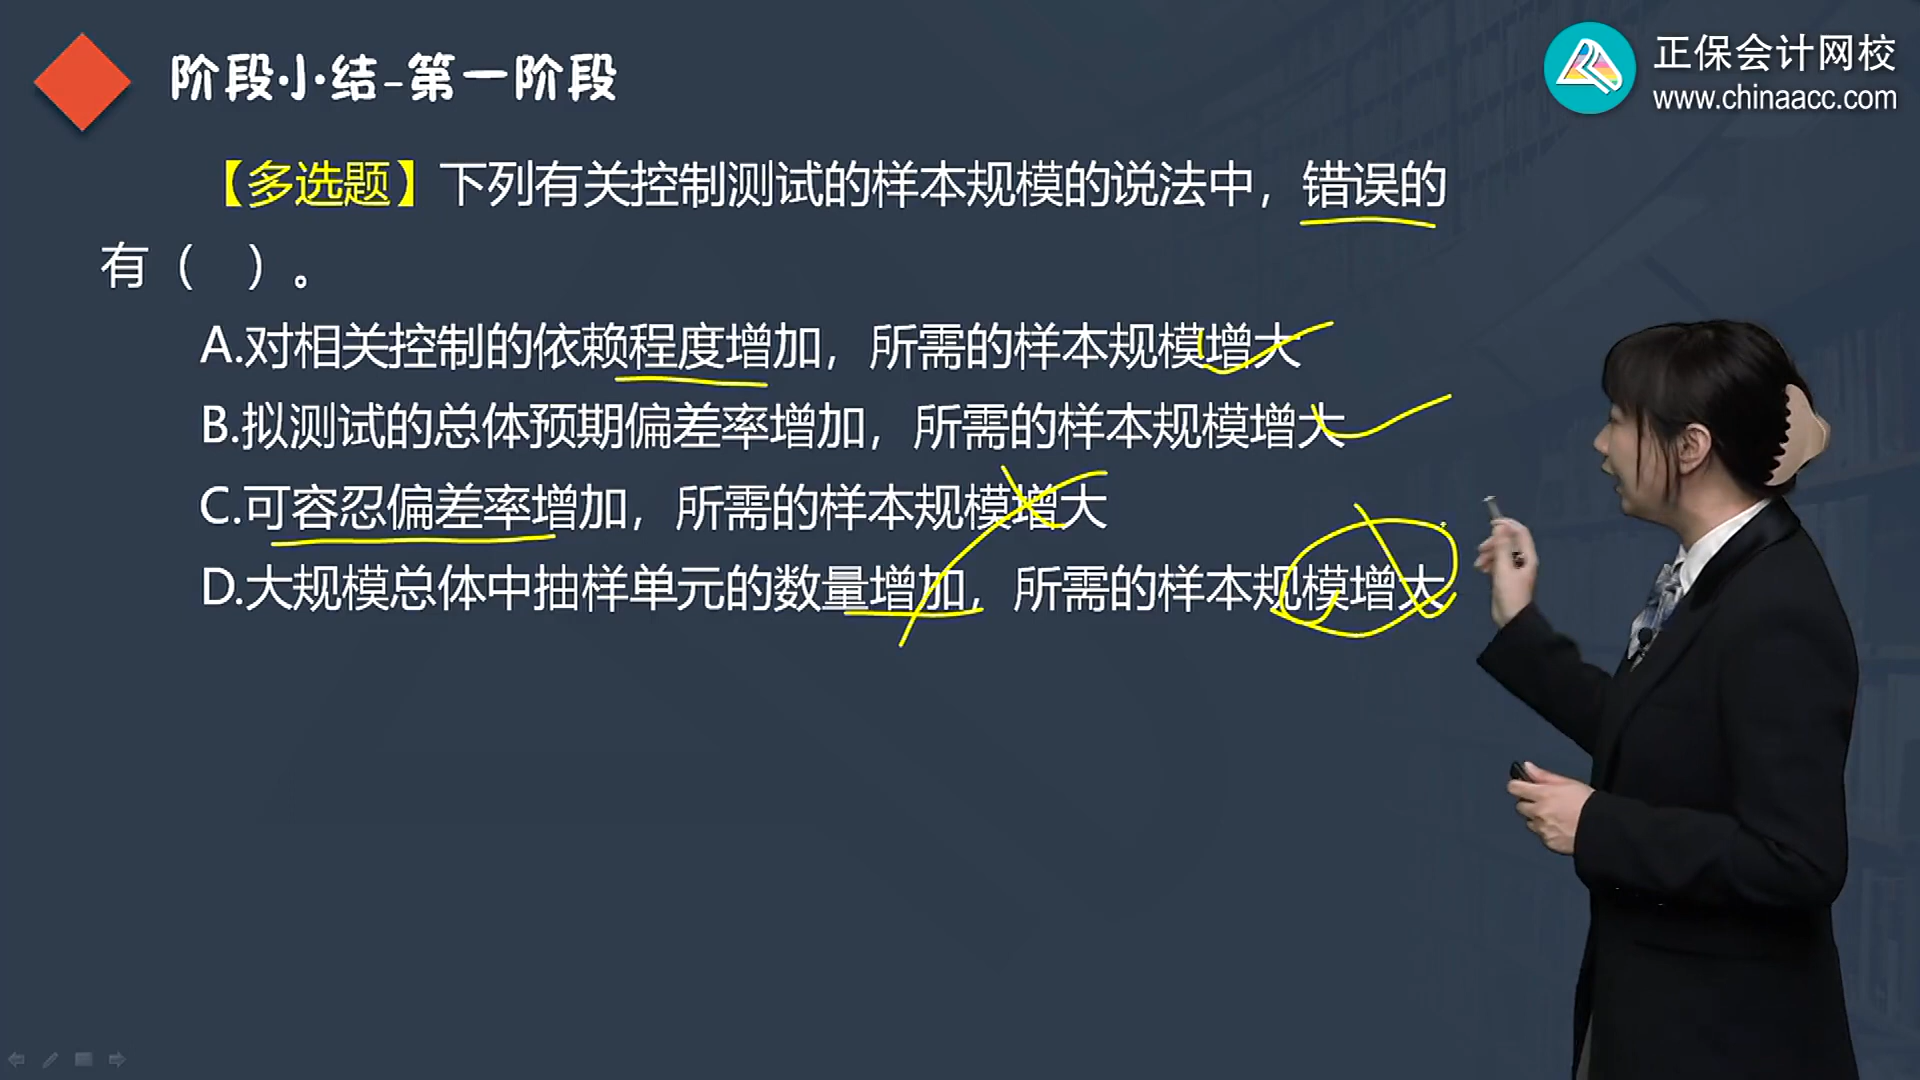 阶段小结-第一阶段
正保会计网校
www.chinaacc.com
【多选题】下列有关控制测试的样本规模的说法中，错误的
有（ ）。
A.对相关控制的依赖程度增加，所需的样本规模增大
B.拟测试的总体预期偏差率增加，所需的样本规模增大
C.可容忍偏差率增加，所需的样本规模增大
D.大规模总体中抽样单元的数量增加，所需的样本规模增大